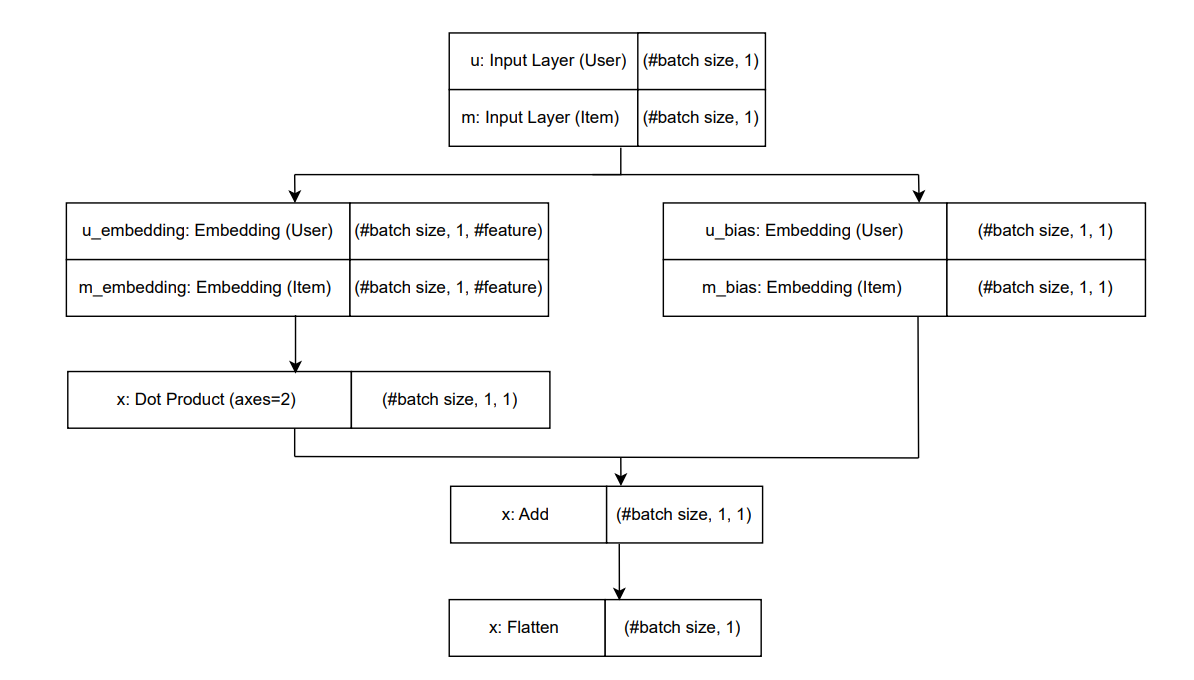 u: Input Layer (User) (#batch size, 1)
m: Input Layer (Item) (#batch size, 1)
u_embedding: Embedding (User) (#batch size, 1, #feature)
m_embedding: Embedding (Item) (#batch size, 1, #feature)
u_bias: Embedding (User) (#batch size, 1, 1)
m_bias: Embedding (Item) (#batch size, 1, 1)
x: Dot Product (axes=2) (#batch size, 1, 1)
x: Add (#batch size, 1, 1)
x: Flatten (#batch size, 1)